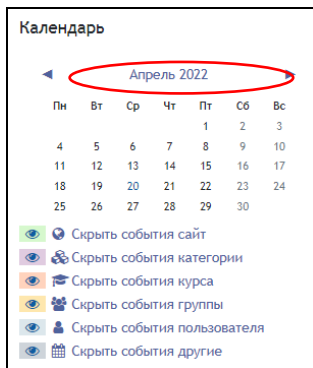 Календарь
◄ Апрель 2022 ►
Пн Вт Ср Чт Пт Сб Вс
1 2 3
4 5 6 7 8 9 10
11 12 13 14 15 16 17
18 19 20 21 22 23 24
25 26 27 28 29 30
Скрыть события сайт
Скрыть события категории
Скрыть события курса
Скрыть события группы
Скрыть события пользователя
Скрыть события другие